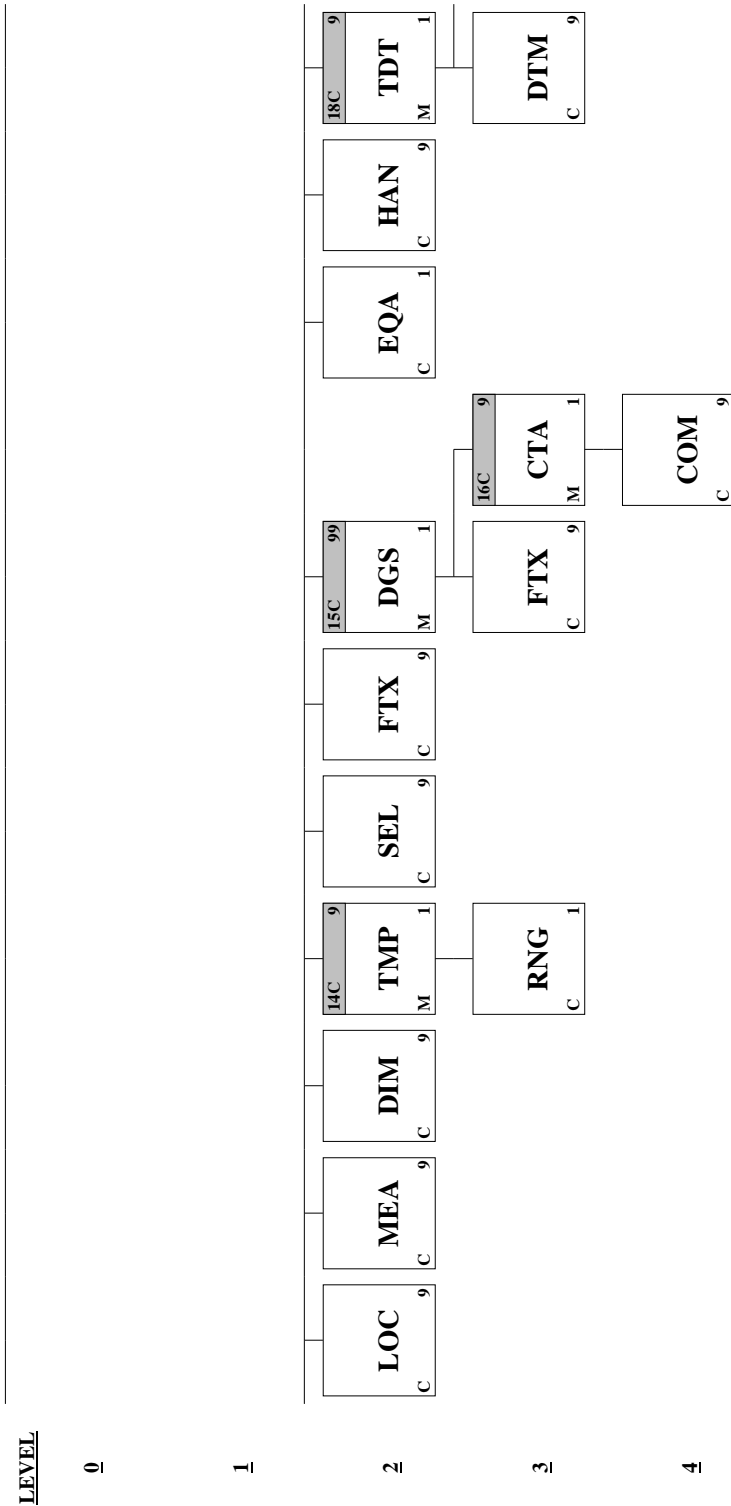 LEVEL
0
1
2
LOC
C 9
MEA
C 9
DIM
C 9
14C 9
TMP
M 1
SEL
C 9
FTX
C 9
15C 99
DGS
M 1
EQA
C 1
HAN
C 9
18C 9
TDT
M 1
3
RNG
C 1
FTX
C 9
16C 9
CTA
M 1
DTM
C 9
4
COM
C 9